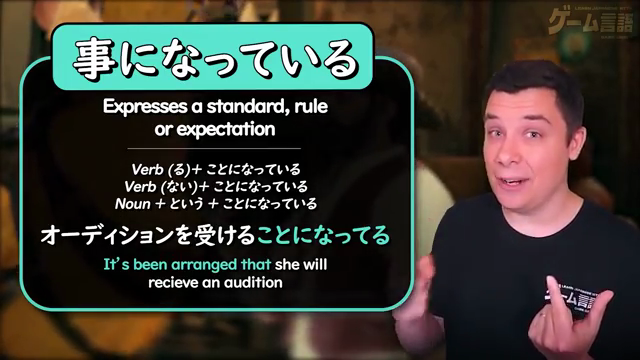 事になっている
Expresses a standard, rule
or expectation
Verb (る)+ ことになっている
Verb (ない)+ ことになっている
Noun + という + ことになっている
オーディションを受けることになってる
It's been arranged that she will
recieve an audition
ゲーム言語
ゲーム言語